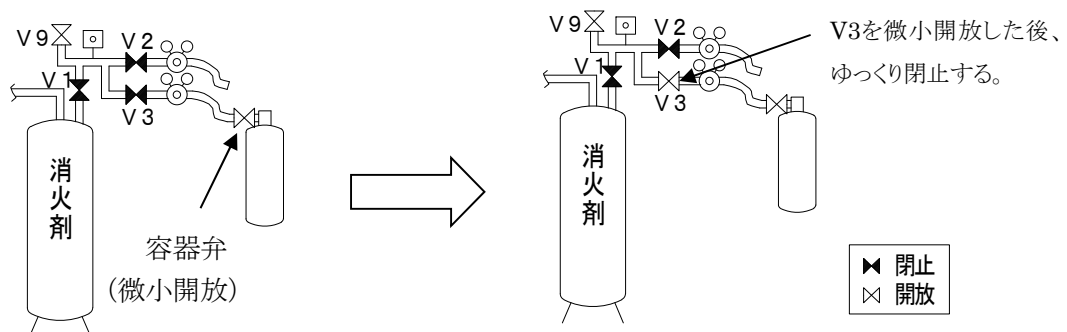 V9
V2
V1
V3
消火剤
容器弁
(微小開放)
V9
V2
V1
V3
消火剤
V3を微小開放した後、
ゆっくり閉止する。
閉止
開放